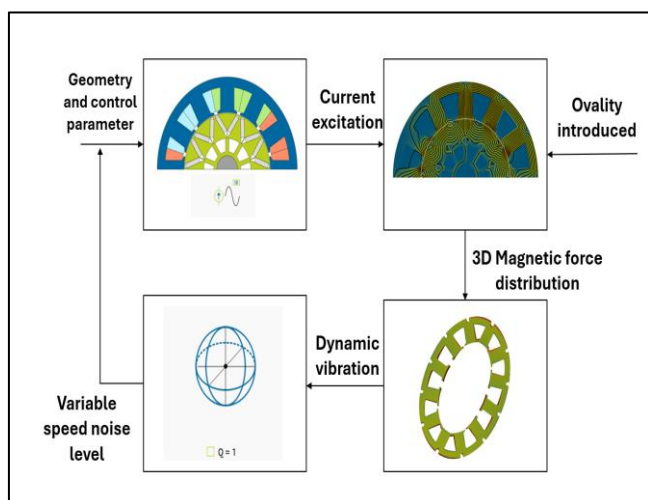 Geometry
and control
parameter
Current
excitation
Ovality
introduced
3D Magnetic force
distribution
Dynamic
vibration
Variable
speed noise
level
Q = 1